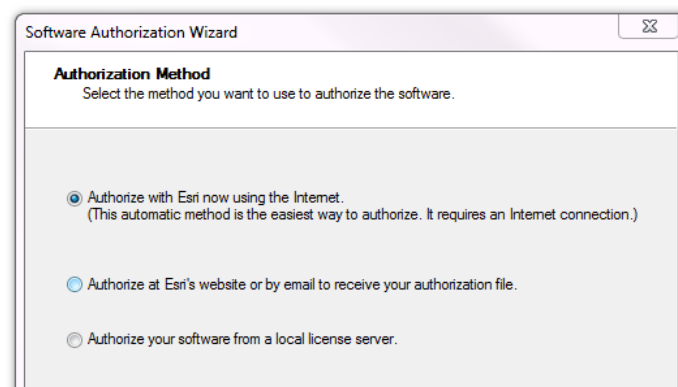 Software Authorization Wizard
Authorization Method
Select the method you want to use to authorize the software.
Authorize with Esri now using the Internet.
(This automatic method is the easiest way to authorize. It requires an Internet connection.)
Authorize at Esri's website or by email to receive your authorization file.
Authorize your software from a local license server.